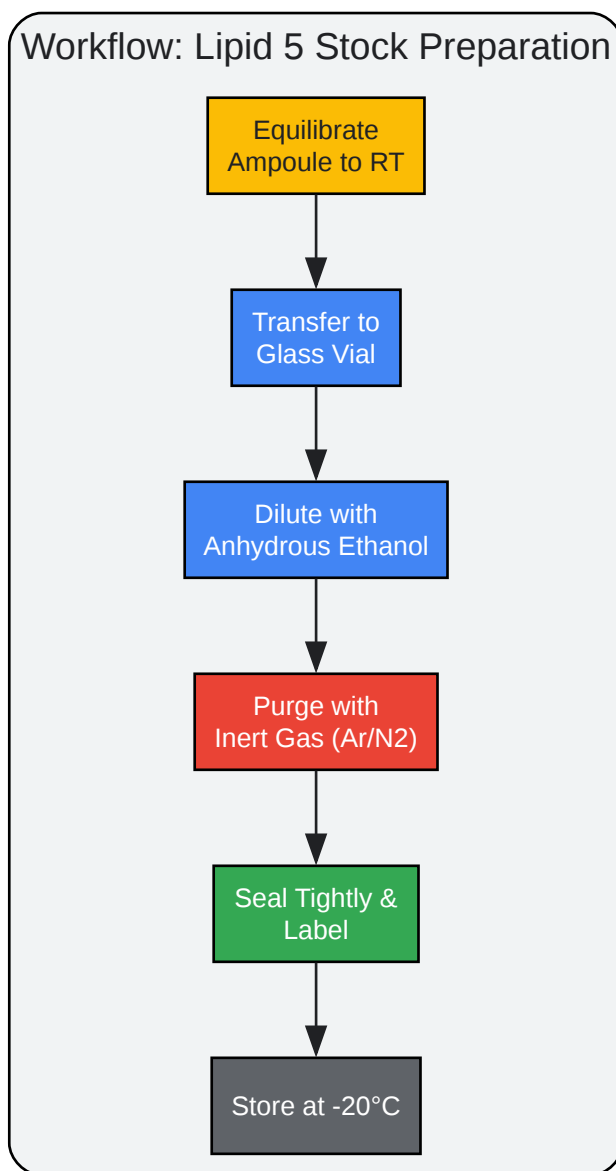 Workflow: Lipid 5 Stock Preparation
Equilibrate
Ampoule to RT
Transfer to
Glass Vial
Dilute with
Anhydrous Ethanol
Purge with
Inert Gas (Ar/N2)
Seal Tightly &
Label
Store at -20°C